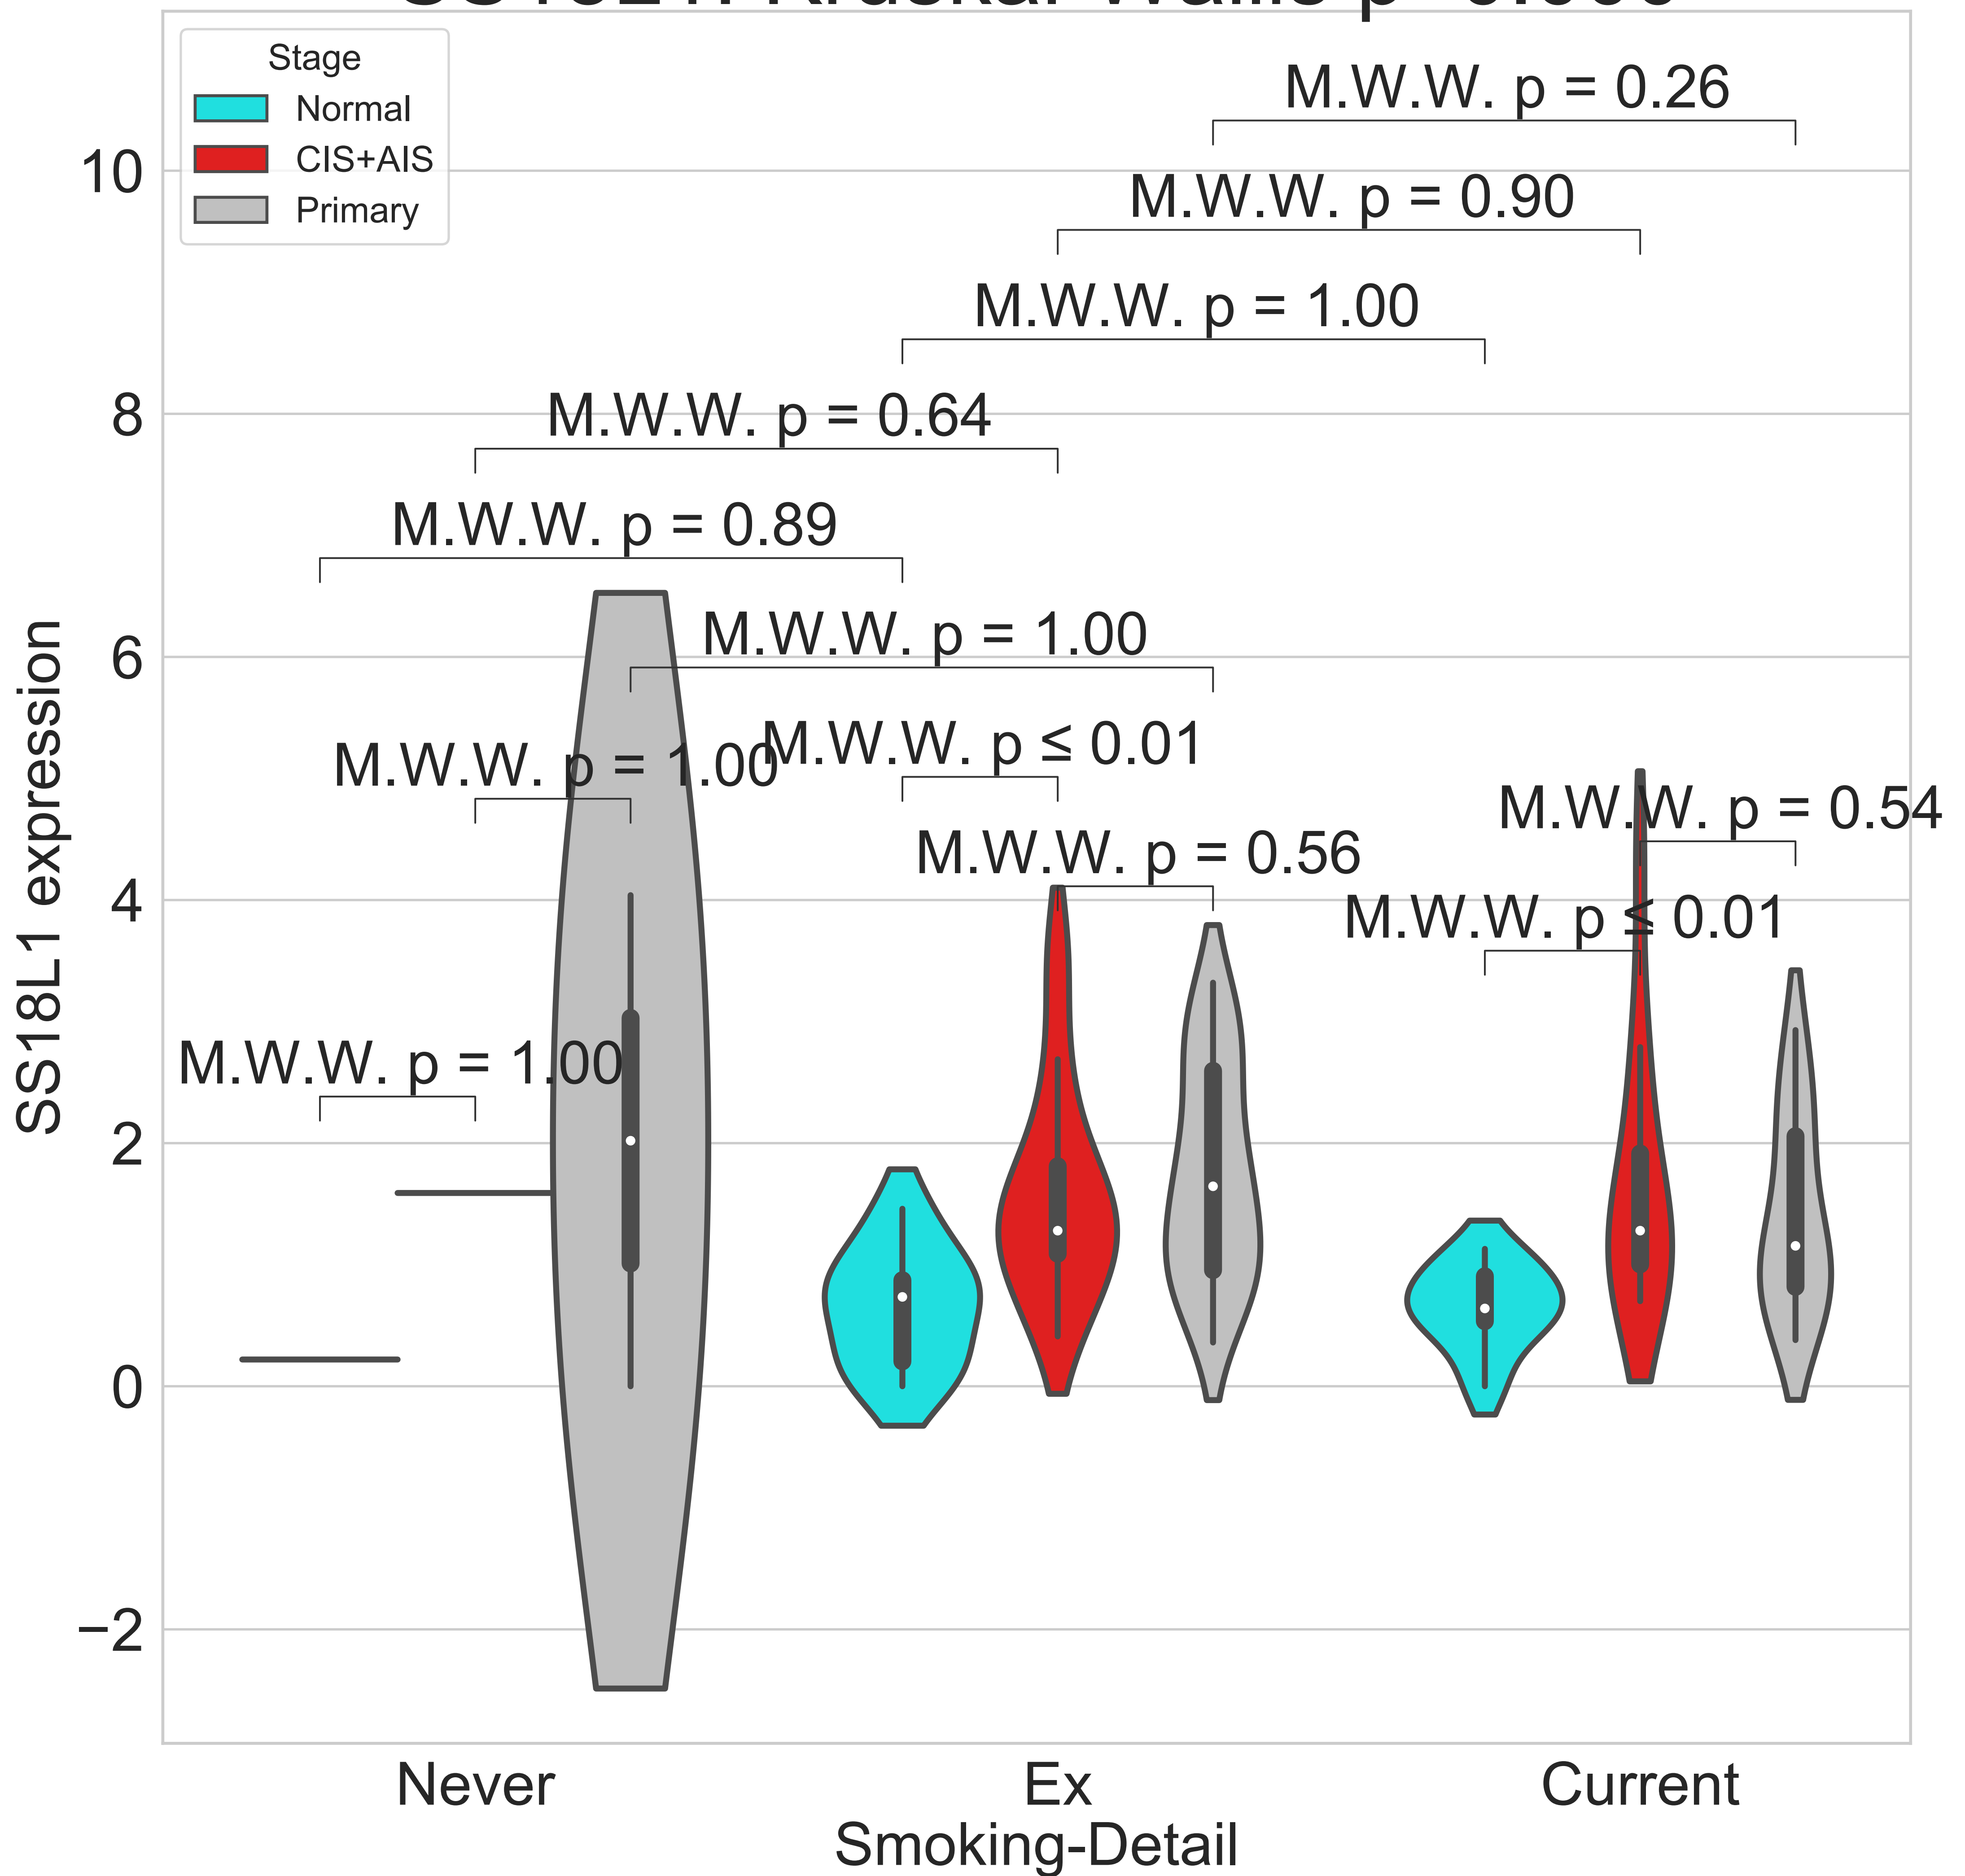 Stage
Normal
CIS+AIS
Primary
M.W.W. p = 0.26
10
M.W.W. p = 0.90
M.W.W. p = 1.00
8
M.W.W. p = 0.64
M.W.W. p = 0.89
6
M.W.W. p = 1.00
M.W.W. p ≤ 0.01
M.W.W. p = 1.00
M.W.W. p = 0.54
M.W.W. p = 0.56
4
M.W.W. p ≤ 0.01
M.W.W. p = 1.00
2
0
−2
SS18L1 expression
Never
Ex
Current
Smoking-Detail